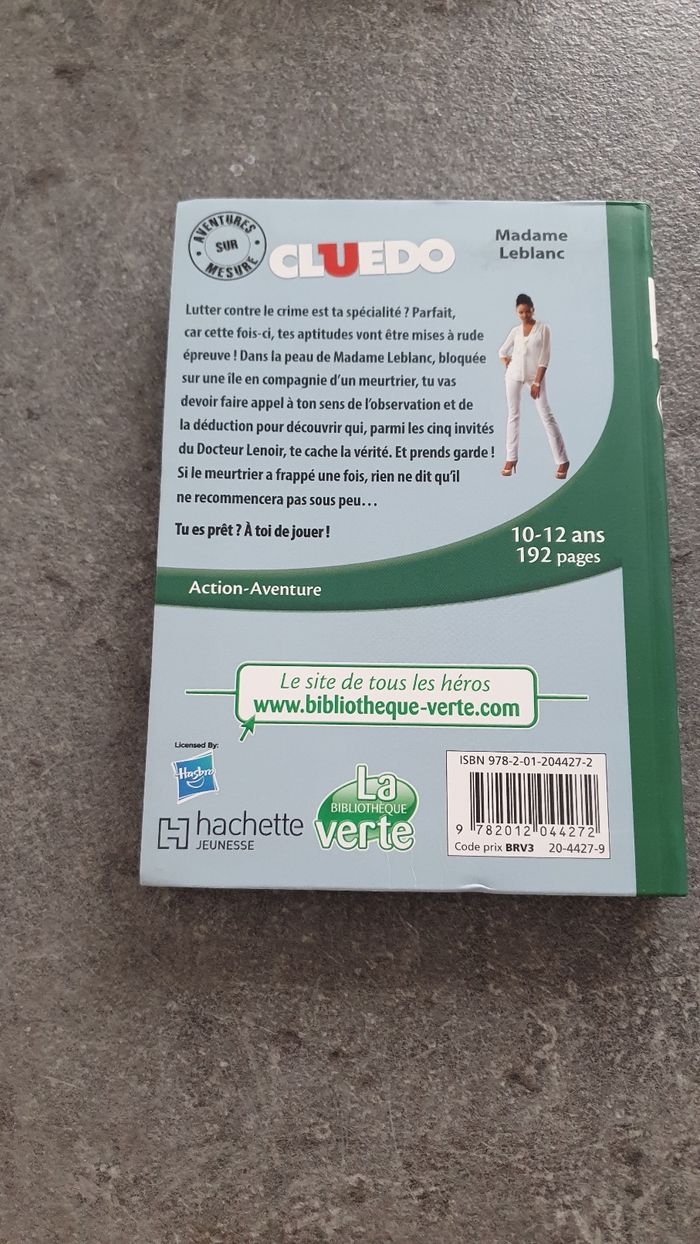 AVENTURES
SUR
MESURE
CLUEDO
Madame
Leblanc
Lutter contre le crime est ta spécialité ? Parfait,
car cette fois-ci, tes aptitudes vont être mises à rude
épreuve ! Dans la peau de Madame Leblanc, bloquée
sur une île en compagnie d'un meurtrier, tu vas
devoir faire appel à ton sens de l'observation et de
la déduction pour découvrir qui, parmi les cinq invités
du Docteur Lenoir, te cache la vérité. Et prends garde !
Si le meurtrier a frappé une fois, rien ne dit qu'il
ne recommencera pas sous peu...
Tu es prêt ? À toi de jouer !
10-12 ans
192 pages
Action-Aventure
Le site de tous les héros
www.bibliotheque-verte.com
Licensed By:
Hasbro
hachette
JEUNESSE
La
BIBLIOTHÈQUE
verte
ISBN 978-2-01-204427-2
9 782012 044272
Code prix BRV3 20-4427-9